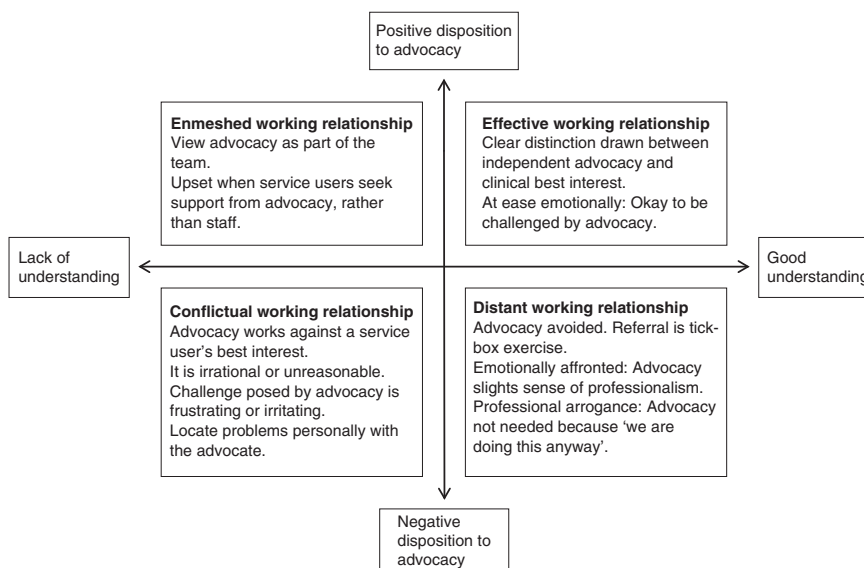 Positive disposition
to advocacy
Enmeshed working relationship
View advocacy as part of the
team.
Upset when service users seek
support from advocacy, rather
than staff.
Effective working relationship
Clear distinction drawn between
independent advocacy and
clinical best interest.
At ease emotionally: Okay to be
challenged by advocacy.
Lack of
understanding
Good
understanding
Conflictual working relationship
Advocacy works against a service
user's best interest.
It is irrational or unreasonable.
Challenge posed by advocacy is
frustrating or irritating.
Locate problems personally with
the advocate.
Distant working relationship
Advocacy avoided. Referral is tick-
box exercise.
Emotionally affronted: Advocacy
slights sense of professionalism.
Professional arrogance: Advocacy
not needed because ‘we are
doing this anyway’.
Negative
disposition to
advocacy